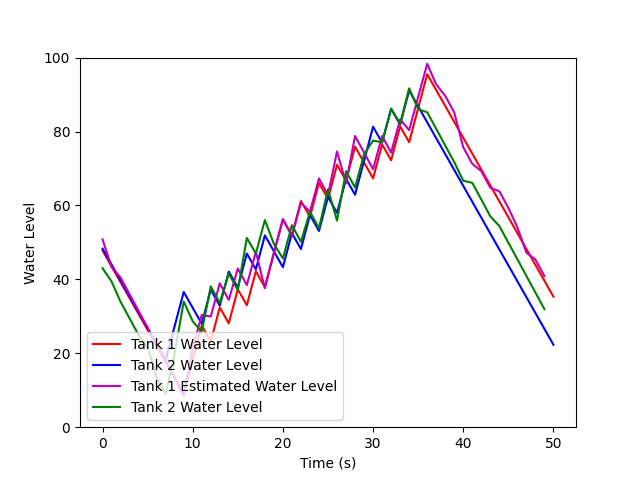 100
80
60
40
20
0
Water Level
Tank 1 Water Level
Tank 2 Water Level
Tank 1 Estimated Water Level
Tank 2 Water Level
0 10 20 30 40 50
Time (s)